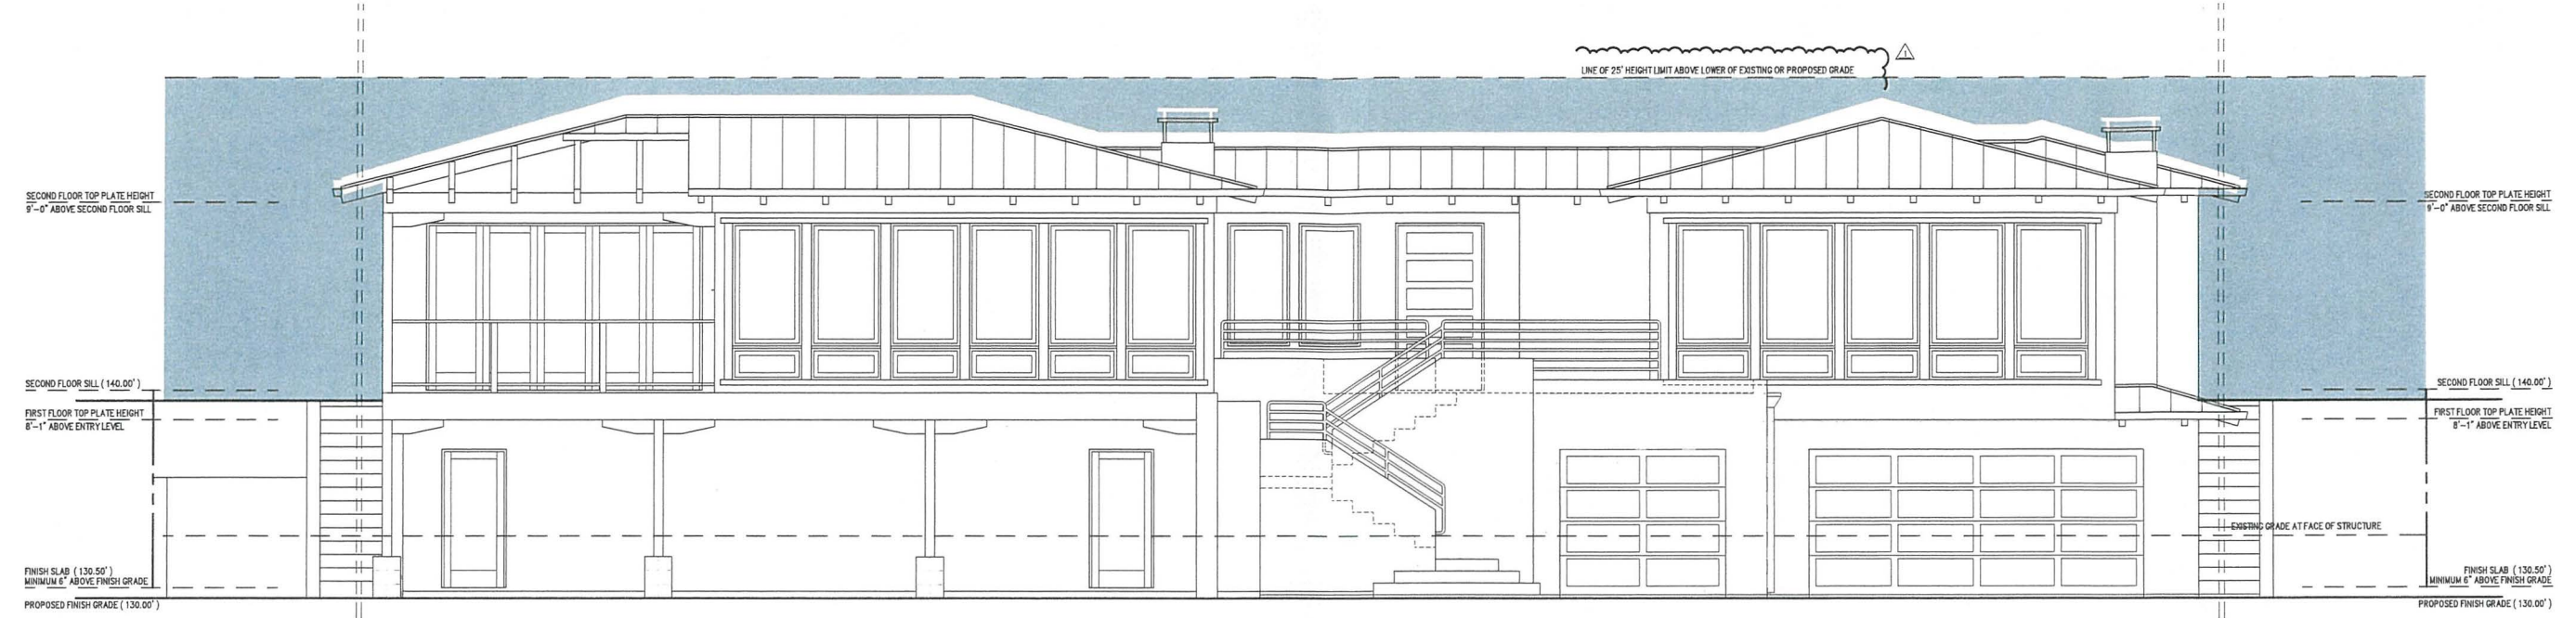 1
LINE OF 25' HEIGHT LIMIT ABOVE LOWER OF EXISTING OR PROPOSED GRADE
SECOND FLOOR TOP PLATE HEIGHT
9'-0" ABOVE SECOND FLOOR SILL
SECOND FLOOR TOP PLATE HEIGHT
9'-0" ABOVE SECOND FLOOR SILL
SECOND FLOOR SILL ( 140.00' )
SECOND FLOOR SILL ( 140.00' )
FIRST FLOOR TOP PLATE HEIGHT
8'-1" ABOVE ENTRY LEVEL
FIRST FLOOR TOP PLATE HEIGHT
8'-1" ABOVE ENTRY LEVEL
EXISTING GRADE AT FACE OF STRUCTURE
FINISH SLAB ( 130.50' )
MINIMUM 6" ABOVE FINISH GRADE
FINISH SLAB ( 130.50' )
MINIMUM 6" ABOVE FINISH GRADE
PROPOSED FINISH GRADE ( 130.00' )
PROPOSED FINISH GRADE ( 130.00' )